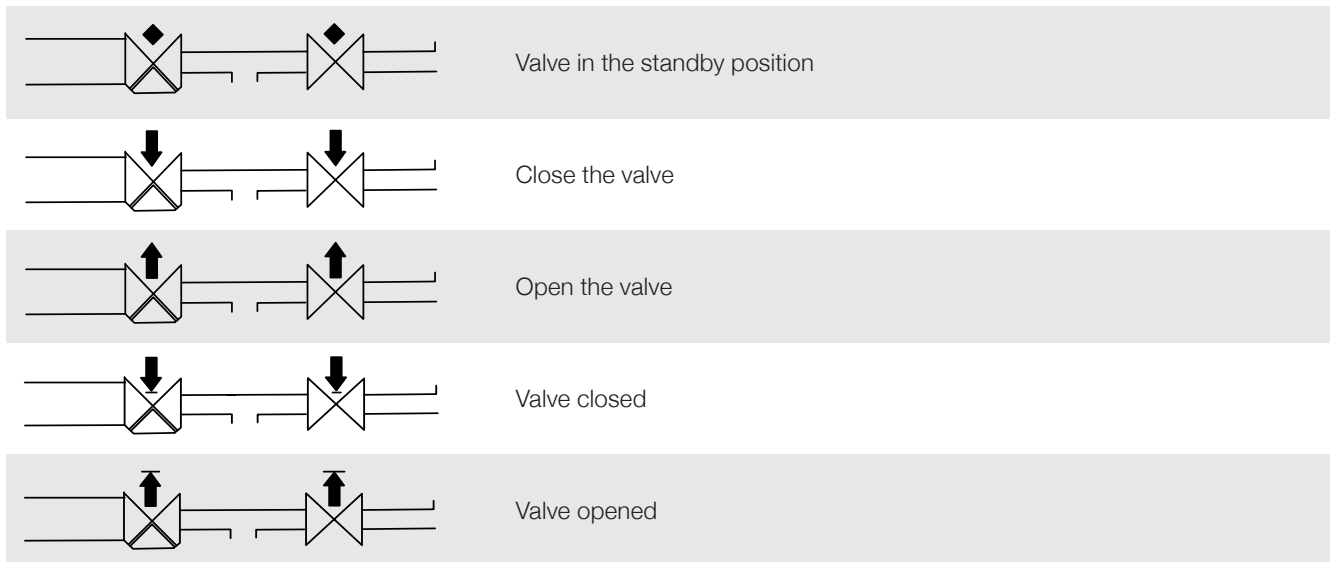 Valve in the standby position
Close the valve
Open the valve
Valve closed
Valve opened